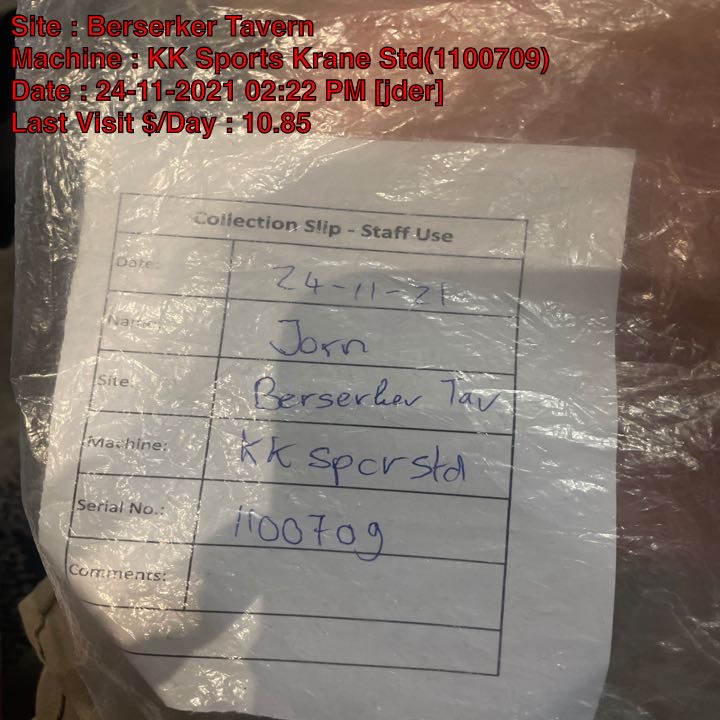 Site : Berserker Tavern
Machine : KK Sports Krane Std(1100709)
Date : 24-11-2021 02:22 PM [jder]
Last Visit $/Day : 10.85
Collection Slip - Staff Use
Date: 24-11-21
Name: Jorn
Site: Berserker Tav
Machine: KK Spcr Std
Serial No.: 1100709
Comments: